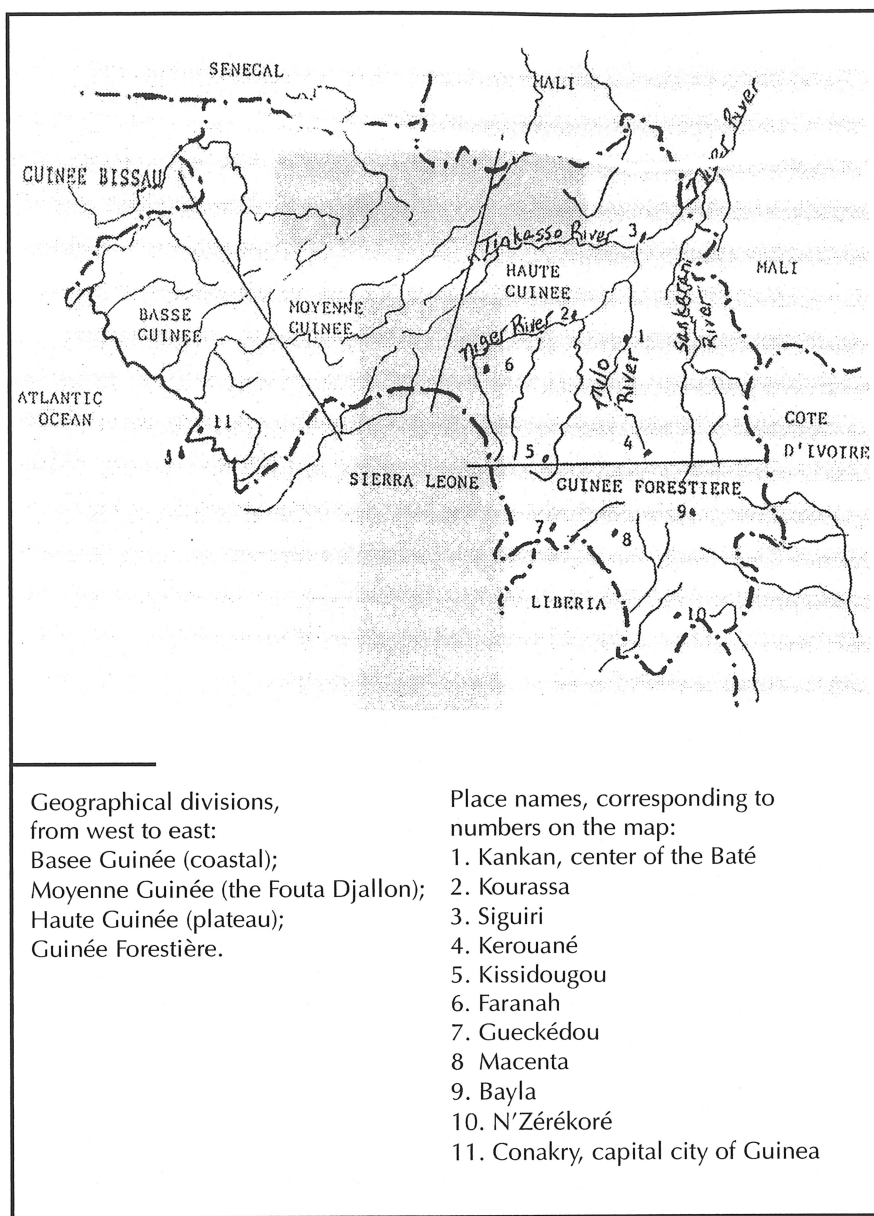 SENEGAL
MALI
Niger River
GUINEE BISSAU
Tinkasso River
3
MALI
HAUTE
GUINEE
BASSE
GUINEE
MOYENNE
GUINEE
Niger River
2
Sankarani
River
6
Milo
River
ATLANTIC
OCEAN
11
COTE
D'IVOIRE
4
5
SIERRA LEONE
GUINEE FORESTIERE
9
7
8
LIBERIA
10
Geographical divisions,
from west to east:
Basee Guinée (coastal);
Moyenne Guinée (the Fouta Djallon);
Haute Guinée (plateau);
Guinée Forestière.
Place names, corresponding to
numbers on the map:
1. Kankan, center of the Baté
2. Kourassa
3. Siguiri
4. Kerouané
5. Kissidougou
6. Faranah
7. Gueckédou
8 Macenta
9. Bayla
10. N'Zérékoré
11. Conakry, capital city of Guinea